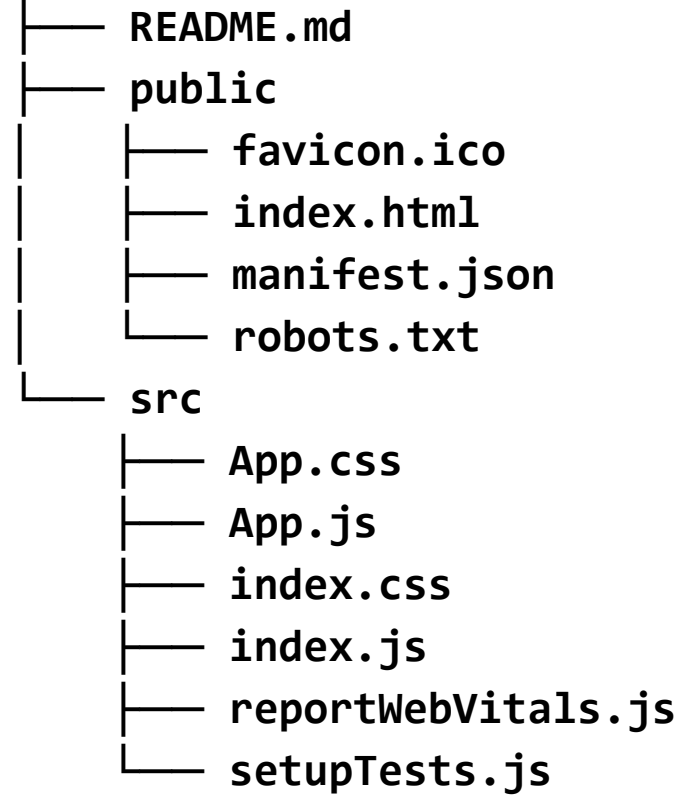 ├── README.md
├── public
│   ├── favicon.ico
│   ├── index.html
│   ├── manifest.json
│   └── robots.txt
└── src
    ├── App.css
    ├── App.js
    ├── index.css
    ├── index.js
    ├── reportWebVitals.js
    └── setupTests.js